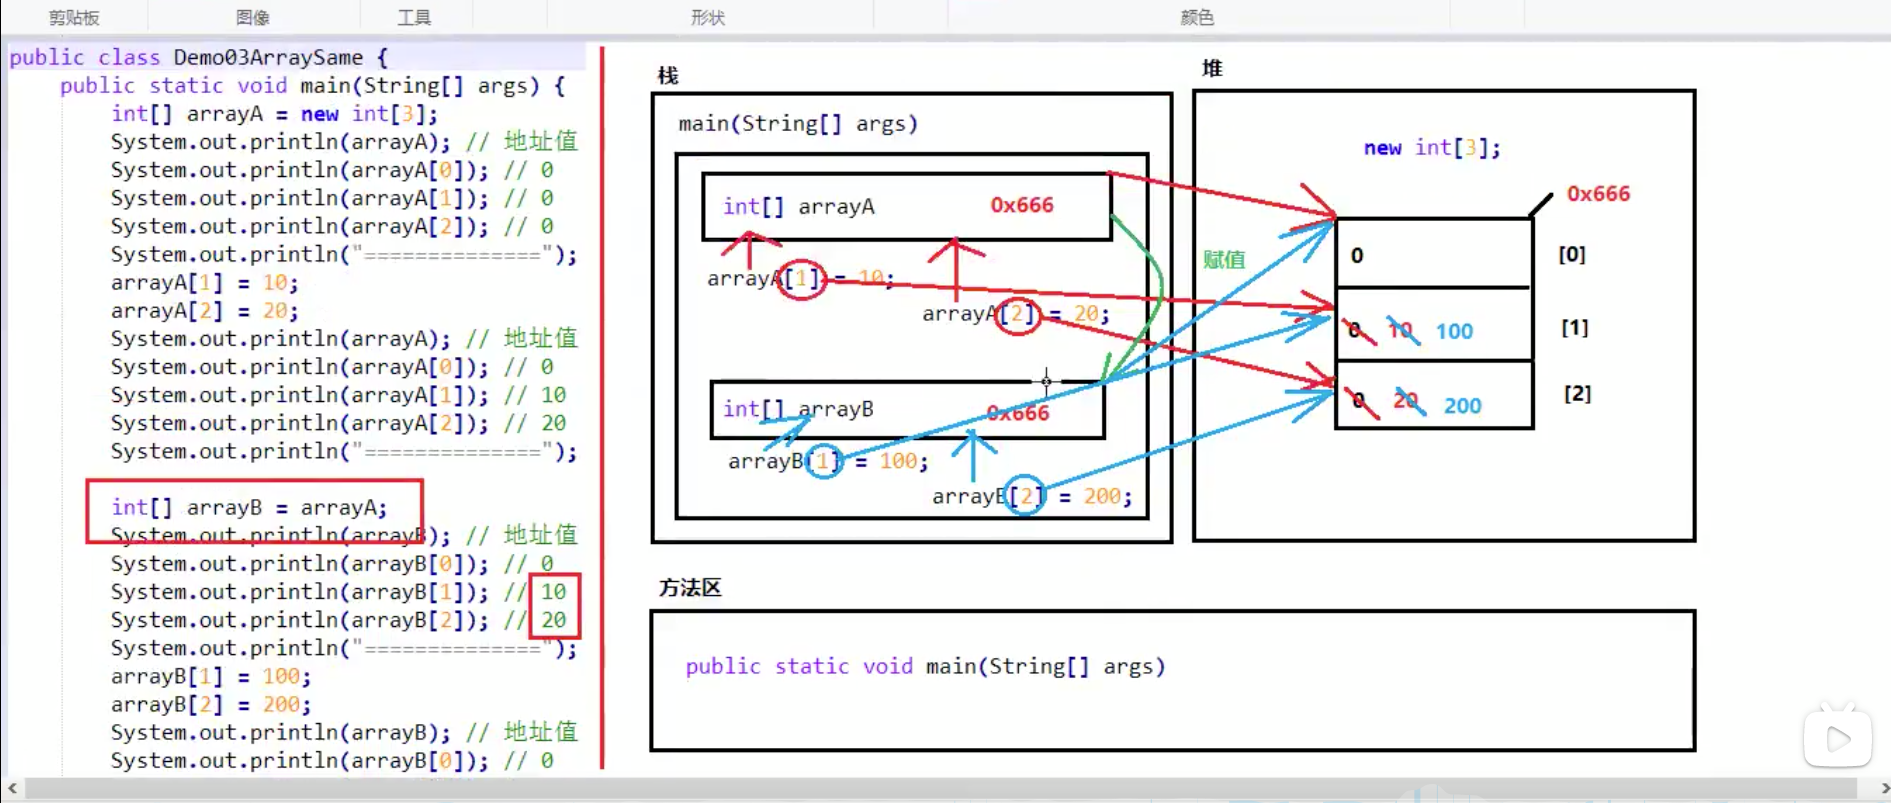 剪贴板 图像 工具 形状 颜色
public class Demo03ArraySame {
public static void main(String[] args) {
int[] arrayA = new int[3];
System.out.println(arrayA); // 地址值
System.out.println(arrayA[0]); // 0
System.out.println(arrayA[1]); // 0
System.out.println(arrayA[2]); // 0
System.out.println("==============");
arrayA[1] = 10;
arrayA[2] = 20;
System.out.println(arrayA); // 地址值
System.out.println(arrayA[0]); // 0
System.out.println(arrayA[1]); // 10
System.out.println(arrayA[2]); // 20
System.out.println("==============");
int[] arrayB = arrayA;
System.out.println(arrayB); // 地址值
System.out.println(arrayB[0]); // 0
System.out.println(arrayB[1]); // 10
System.out.println(arrayB[2]); // 20
System.out.println("==============");
arrayB[1] = 100;
arrayB[2] = 200;
System.out.println(arrayB); // 地址值
System.out.println(arrayB[0]); // 0
栈
main(String[] args)
int[] arrayA 0x666
arrayA[1] = 10;
arrayA[2] = 20;
int[] arrayB 0x666
arrayB[1] = 100;
arrayB[2] = 200;
赋值
堆
new int[3];
0x666
0 [0]
0 10 100 [1]
0 20 200 [2]
方法区
public static void main(String[] args)